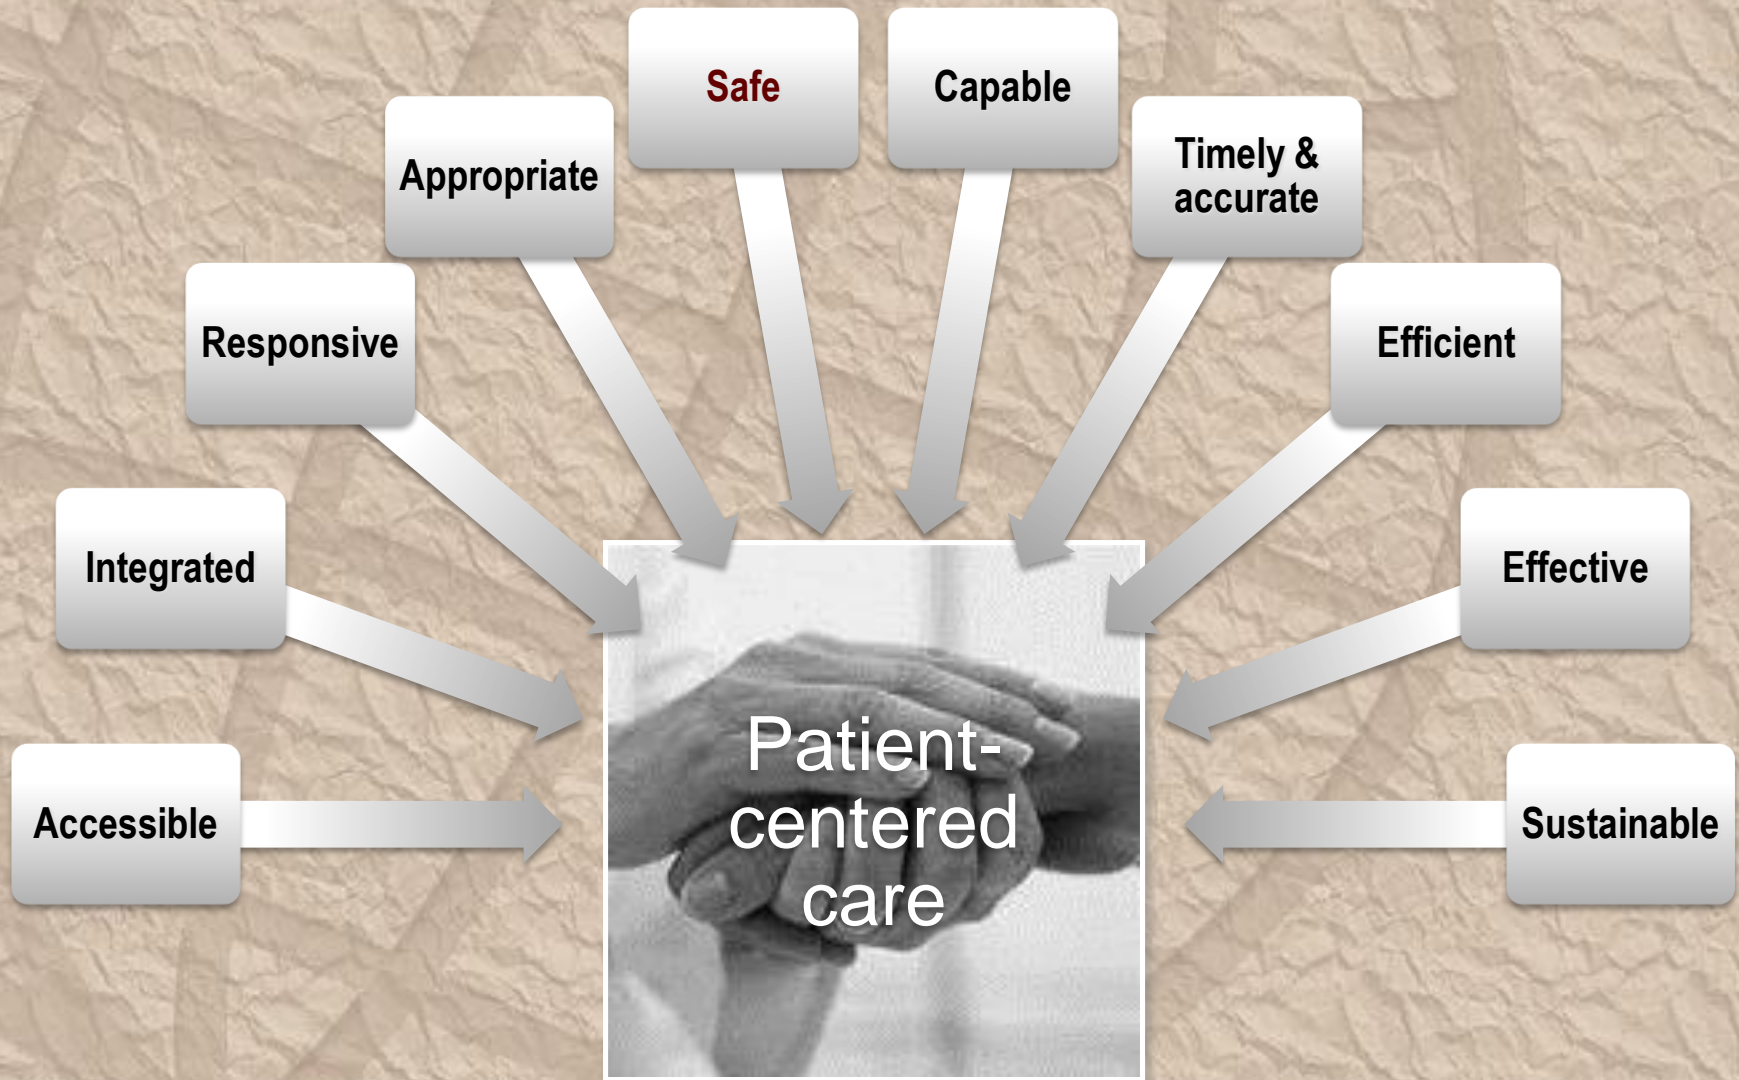 Safe
Capable
Appropriate
Timely &
accurate
Responsive
Efficient
Integrated
Effective
Accessible
Sustainable
Patient-
centered
care